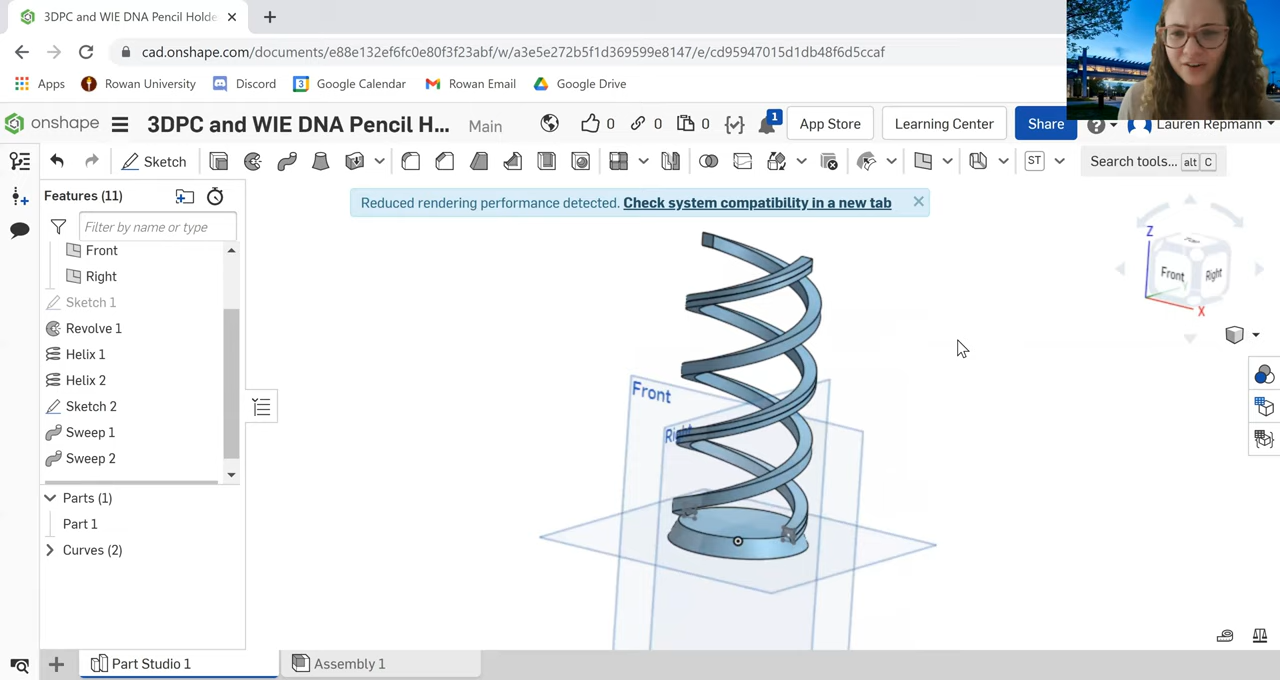 3DPC and WIE DNA Pencil Holde
cad.onshape.com/documents/e88e132ef6fc0e80f3f23abf/w/a3e5e272b5f1d369599e8147/e/cd95947015d1db48f6d5ccaf
Apps Rowan University Discord Google Calendar Rowan Email Google Drive
onshape 3DPC and WIE DNA Pencil H... Main 0 0 0 1 App Store Learning Center Share Lauren Repmann
Sketch ST Search tools... alt C
Features (11)
Reduced rendering performance detected. Check system compatibility in a new tab
Filter by name or type
Front
Right
Sketch 1
Revolve 1
Helix 1
Helix 2
Sketch 2
Sweep 1
Sweep 2
Parts (1)
Part 1
Curves (2)
Front
Z
Front
Right
X
Part Studio 1
Assembly 1